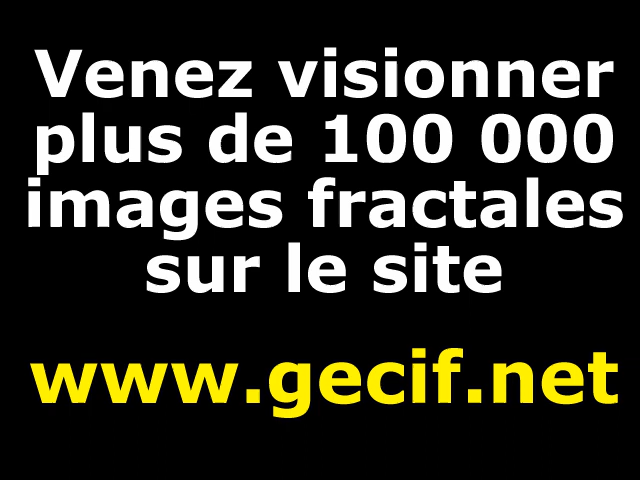 Venez visionner
plus de 100 000
images fractales
sur le site
www.gecif.net